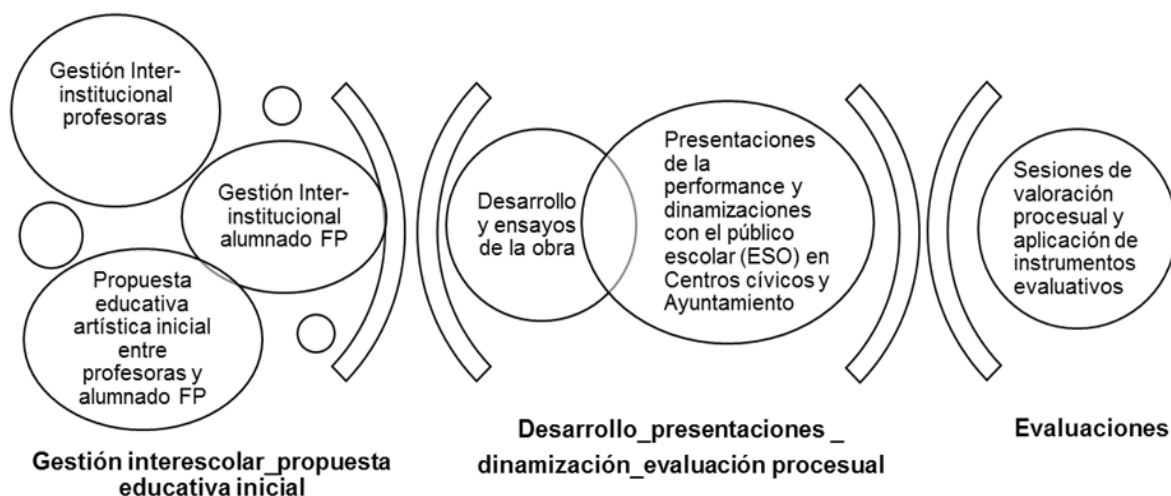 Gestión Inter-
institucional
profesoras
Gestión Inter-
institucional
alumnado FP
Propuesta
educativa
artística inicial
entre
profesoras y
alumnado FP
Gestión interescolar_propuesta
educativa inicial
Desarrollo
y ensayos
de la obra
Presentaciones
de la
performance y
dinamizaciones
con el público
escolar (ESO) en
Centros cívicos y
Ayuntamiento
Desarrollo_presentaciones _
dinamización_evaluación procesual
Sesiones de
valoración
procesual y
aplicación de
instrumentos
evaluativos
Evaluaciones